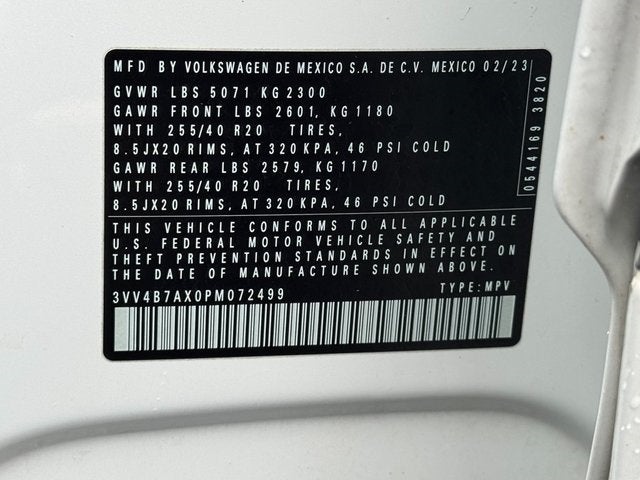 MFD BY VOLKSWAGEN DE MEXICO S.A. DE C.V. MEXICO 02/23
GVWR LBS 5071 KG 2300
GAWR FRONT LBS 2601, KG 1180
WITH 255/40 R20 TIRES,
8.5JX20 RIMS, AT 320 KPA, 46 PSI COLD
GAWR REAR LBS 2579, KG 1170
WITH 255/40 R20 TIRES,
8.5JX20 RIMS, AT 320 KPA, 46 PSI COLD
THIS VEHICLE CONFORMS TO ALL APPLICABLE
U.S. FEDERAL MOTOR VEHICLE SAFETY AND
THEFT PREVENTION STANDARDS IN EFFECT ON
THE DATE OF MANUFACTURE SHOWN ABOVE.
3VV4B7AX0PM072499 TYPE: MPV
0544169 3820